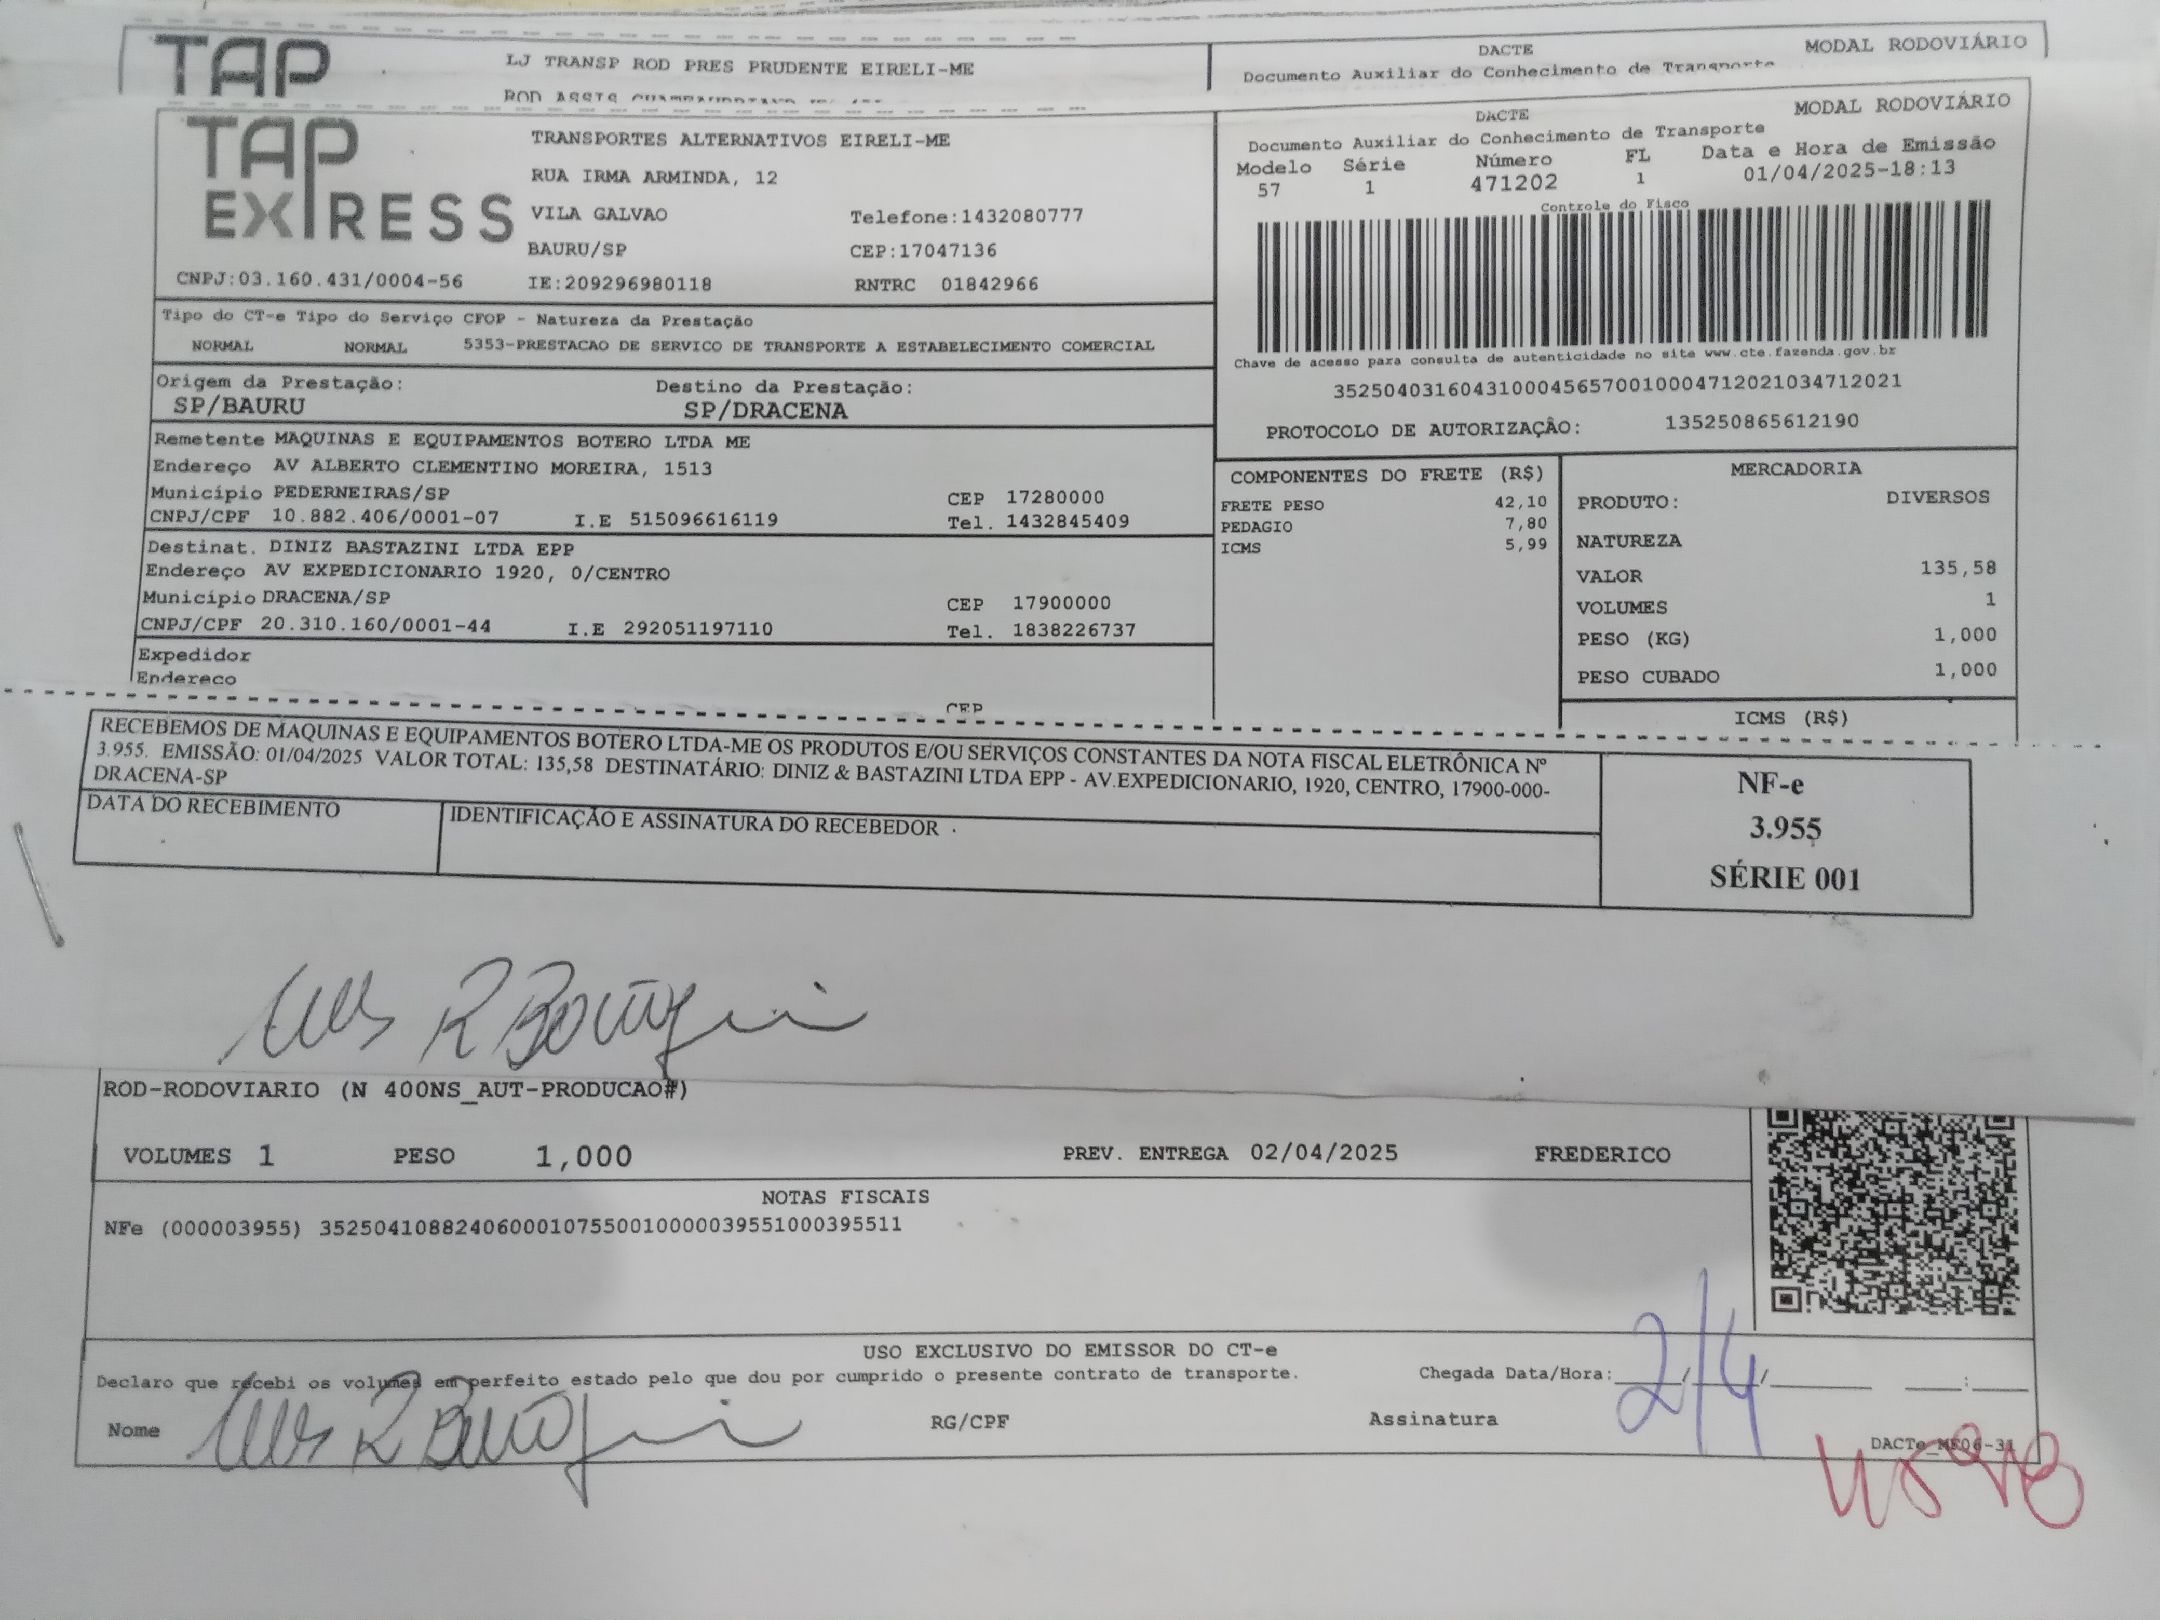 TAP
LJ TRANSP ROD PRES PRUDENTE EIRELI-ME
DACTE
MODAL RODOVIÁRIO
Documento Auxiliar do Conhecimento de Transporte
TAP EXPRESS
TRANSPORTES ALTERNATIVOS EIRELI-ME
RUA IRMA ARMINDA, 12
VILA GALVAO Telefone:1432080777
BAURU/SP CEP:17047136
CNPJ:03.160.431/0004-56 IE:209296980118 RNTRC 01842966
DACTE
MODAL RODOVIÁRIO
Documento Auxiliar do Conhecimento de Transporte
Modelo Série Número FL Data e Hora de Emissão
57 1 471202 1 01/04/2025-18:13
Controle do Fisco
Chave de acesso para consulta de autenticidade no site www.cte.fazenda.gov.br
35250403160431000456570010004712021034712021
PROTOCOLO DE AUTORIZAÇÃO: 135250865612190
Tipo do CT-e Tipo do Serviço CFOP - Natureza da Prestação
NORMAL NORMAL 5353-PRESTACAO DE SERVICO DE TRANSPORTE A ESTABELECIMENTO COMERCIAL
Origem da Prestação: Destino da Prestação:
SP/BAURU SP/DRACENA
Remetente MAQUINAS E EQUIPAMENTOS BOTERO LTDA ME
Endereço AV ALBERTO CLEMENTINO MOREIRA, 1513
Município PEDERNEIRAS/SP CEP 17280000
CNPJ/CPF 10.882.406/0001-07 I.E 515096616119 Tel. 1432845409
Destinat. DINIZ BASTAZINI LTDA EPP
Endereço AV EXPEDICIONARIO 1920, 0/CENTRO
Município DRACENA/SP CEP 17900000
CNPJ/CPF 20.310.160/0001-44 I.E 292051197110 Tel. 1838226737
Expedidor
Endereço
CEP
COMPONENTES DO FRETE (R$)
FRETE PESO 42,10
PEDAGIO 7,80
ICMS 5,99
MERCADORIA
PRODUTO: DIVERSOS
NATUREZA
VALOR 135,58
VOLUMES 1
PESO (KG) 1,000
PESO CUBADO 1,000
ICMS (R$)
RECEBEMOS DE MAQUINAS E EQUIPAMENTOS BOTERO LTDA-ME OS PRODUTOS E/OU SERVIÇOS CONSTANTES DA NOTA FISCAL ELETRÔNICA Nº
3.955. EMISSÃO: 01/04/2025 VALOR TOTAL: 135,58 DESTINATÁRIO: DINIZ & BASTAZINI LTDA EPP - AV.EXPEDICIONARIO, 1920, CENTRO, 17900-000-
DRACENA-SP
DATA DO RECEBIMENTO
IDENTIFICAÇÃO E ASSINATURA DO RECEBEDOR
NF-e
3.955
SÉRIE 001
ROD-RODOVIARIO (N 400NS_AUT-PRODUCAO#)
VOLUMES 1 PESO 1,000 PREV. ENTREGA 02/04/2025 FREDERICO
NOTAS FISCAIS
NFe (000003955) 35250410882406000107550010000039551000395511
USO EXCLUSIVO DO EMISSOR DO CT-e
Declaro que recebi os volumes em perfeito estado pelo que dou por cumprido o presente contrato de transporte. Chegada Data/Hora: 2/4
Nome RG/CPF Assinatura